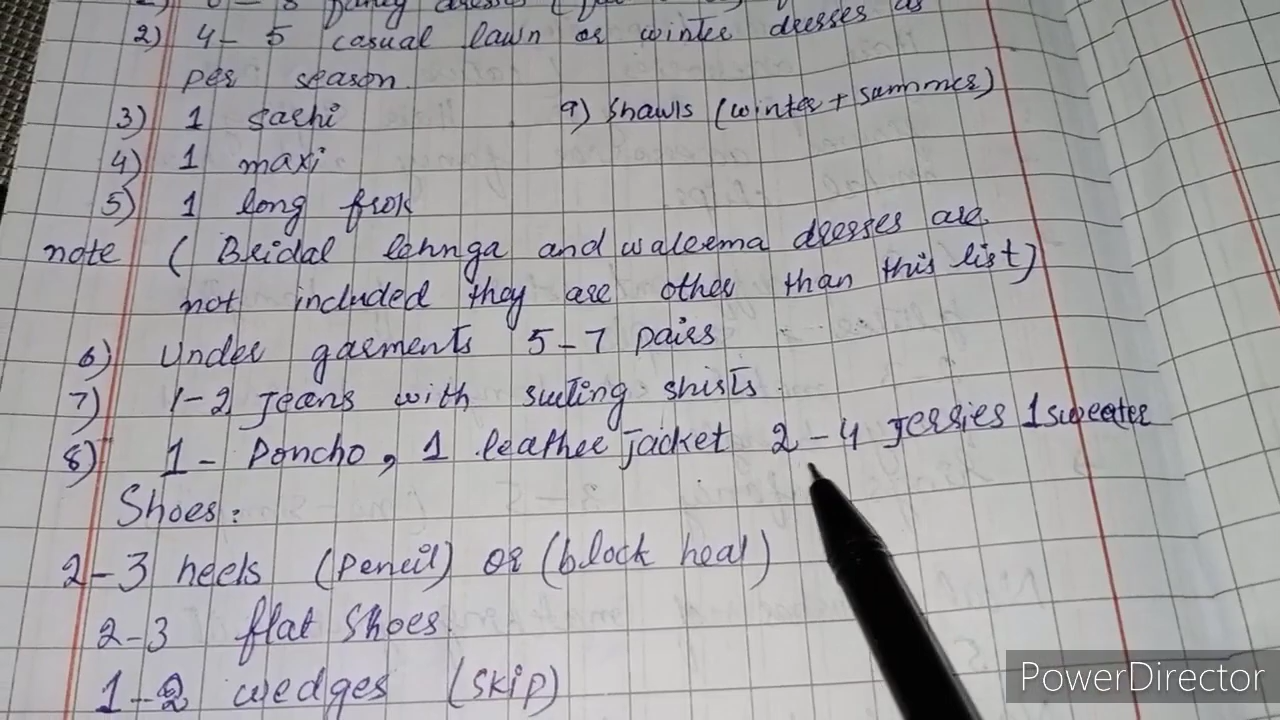 2) 4 - 5 casual lawn or winter dresses as
per season.
3) 1 sarhi
9) Shawls (winter + summer)
4) 1 maxi
5) 1 long frok
note ( Bridal lehnga and waleema dresses are
not included they are other than this list)
6) Under garments 5-7 pairs
7) 1-2 Jeans with suiting shirts.
8) 1 - Poncho, 1 leather jacket 2-4 Jersies 1 sweater
Shoes:
2-3 heels (Pencil) or (block heal)
2-3 flat Shoes.
1-2 wedges (skip)
PowerDirector